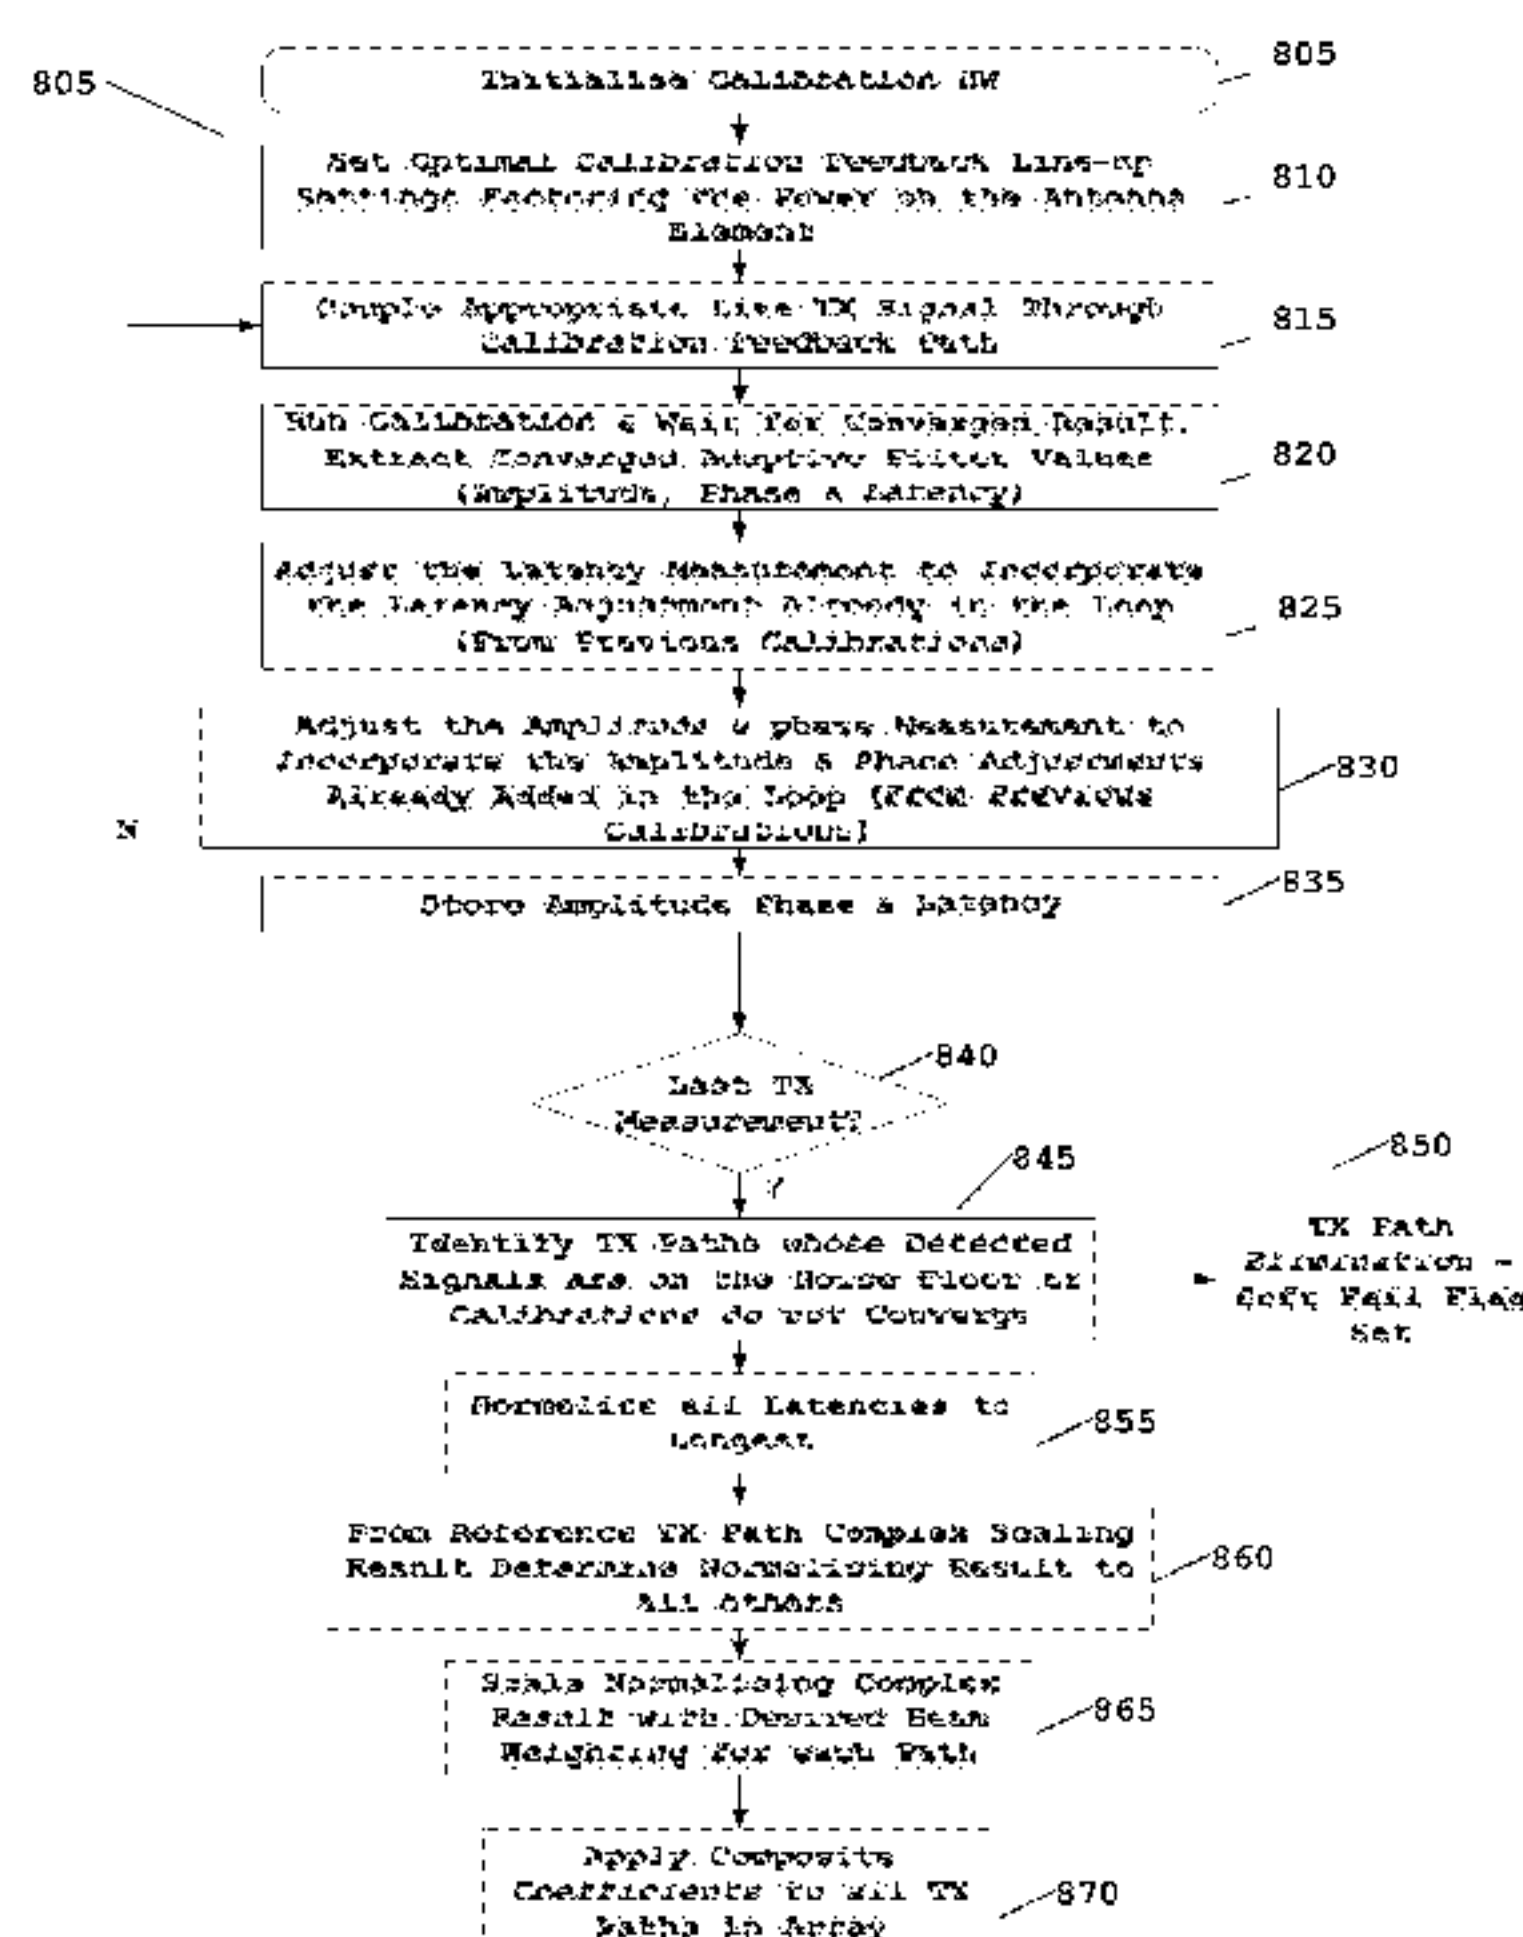 805
Initialise Calibration HW
805
Set Optimal Calibration Feedback Line-up
Settings Factoring the Power on the Antenna
Element
810
Couple Appropriate Live TX Signal Through
Calibration Feedback Path
815
Run Calibration & Wait for Converged Result.
Extract Converged Adaptive Filter Values
(Amplitude, Phase & Latency)
820
Adjust the Latency Measurement to Incorporate
the Latency Adjustment Already in the Loop
(From Previous Calibrations)
825
Adjust the Amplitude & phase Measurement to
Incorporate the Amplitude & Phase Adjustments
Already Added in the Loop (From Previous
Calibrations)
830
N
Store Amplitude Phase & Latency
835
Last TX
Measurement?
840
Y
845
Identify TX Paths whose Detected
Signals Are on the Noise Floor or
Calibrations do not Converge
850
TX Path
Elimination -
Soft Fail Flag
Set
Normalise all Latencies to
Longest
855
From Reference TX Path Complex Scaling
Result Determine Normalising Result to
All others
860
Scale Normalising Complex
Result with Desired Beam
Weighting for each Path
865
Apply Composite
Coefficients to all TX
Paths in Array
870